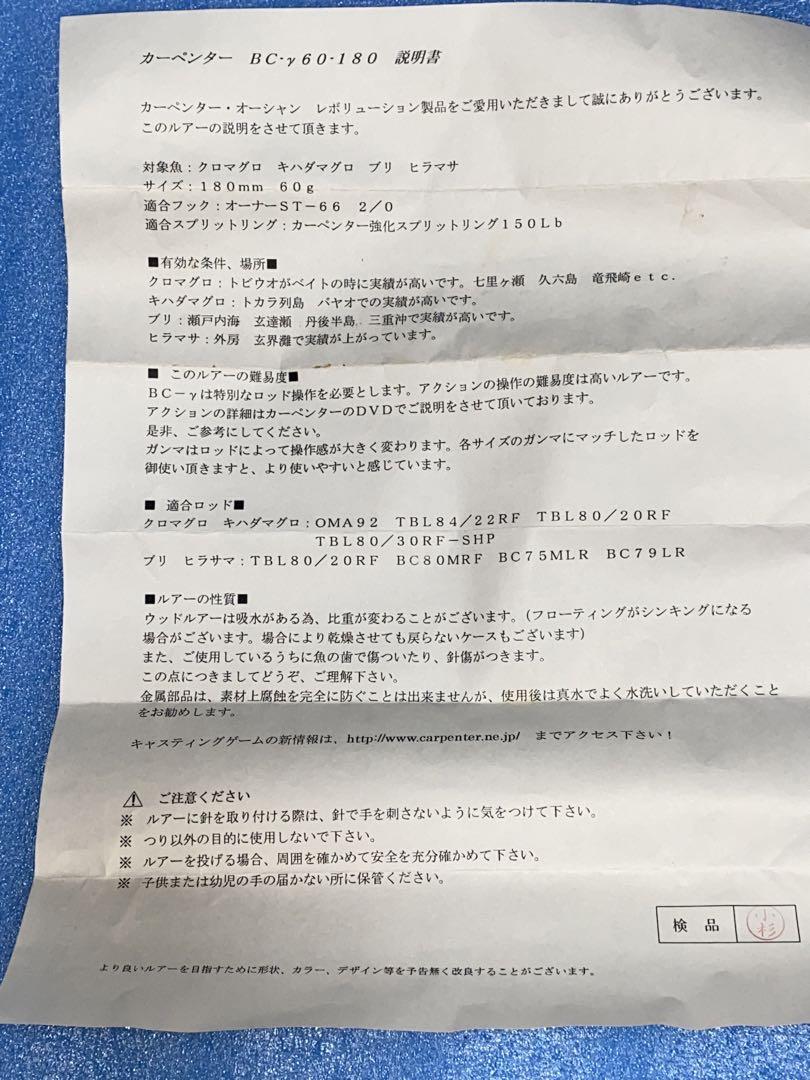 カーペンター　ＢＣ-γ６０-１８０　説明書
カーペンター・オーシャン　レボリューション製品をご愛用いただきまして誠にありがとうございます。
このルアーの説明をさせて頂きます。
対象魚：クロマグロ　キハダマグロ　ブリ　ヒラマサ
サイズ：１８０ｍｍ　６０ｇ
適合フック：オーナーＳＴ－６６　２／０
適合スプリットリング：カーペンター強化スプリットリング１５０Ｌｂ
■有効な条件、場所■
クロマグロ：トビウオがベイトの時に実績が高いです。七里ヶ瀬　久六島　竜飛崎ｅｔｃ．
キハダマグロ：トカラ列島　パヤオでの実績が高いです。
ブリ：瀬戸内海　玄達瀬　丹後半島　三重沖で実績が高いです。
ヒラマサ：外房　玄界灘で実績が上がっています。
■　このルアーの難易度■
ＢＣ－γは特別なロッド操作を必要とします。アクションの操作の難易度は高いルアーです。
アクションの詳細はカーペンターのＤＶＤでご説明をさせて頂いております。
是非、ご参考にしてください。
ガンマはロッドによって操作感が大きく変わります。各サイズのガンマにマッチしたロッドを
御使い頂きますと、より使いやすいと感じています。
■　適合ロッド■
クロマグロ　キハダマグロ：ＯＭＡ９２　ＴＢＬ８４／２２ＲＦ　ＴＢＬ８０／２０ＲＦ
ＴＢＬ８０／３０ＲＦ－ＳＨＰ
ブリ　ヒラサマ：ＴＢＬ８０／２０ＲＦ　ＢＣ８０ＭＲＦ　ＢＣ７５ＭＬＲ　ＢＣ７９ＬＲ
■ルアーの性質■
ウッドルアーは吸水がある為、比重が変わることがございます。（フローティングがシンキングになる
場合がございます。場合により乾燥させても戻らないケースもございます）
また、ご使用しているうちに魚の歯で傷ついたり、針傷がつきます。
この点につきましてどうぞ、ご理解下さい。
金属部品は、素材上腐蝕を完全に防ぐことは出来ませんが、使用後は真水でよく水洗いしていただくこと
をお勧めします。
キャスティングゲームの新情報は、http://www.carpenter.ne.jp/　までアクセス下さい！
⚠　ご注意ください
※　ルアーに針を取り付ける際は、針で手を刺さないように気をつけて下さい。
※　つり以外の目的に使用しないで下さい。
※　ルアーを投げる場合、周囲を確かめて安全を充分確かめて下さい。
※　子供または幼児の手の届かない所に保管ください。
検　品　小杉
より良いルアーを目指すために形状、カラー、デザイン等を予告無く改良することがございます。